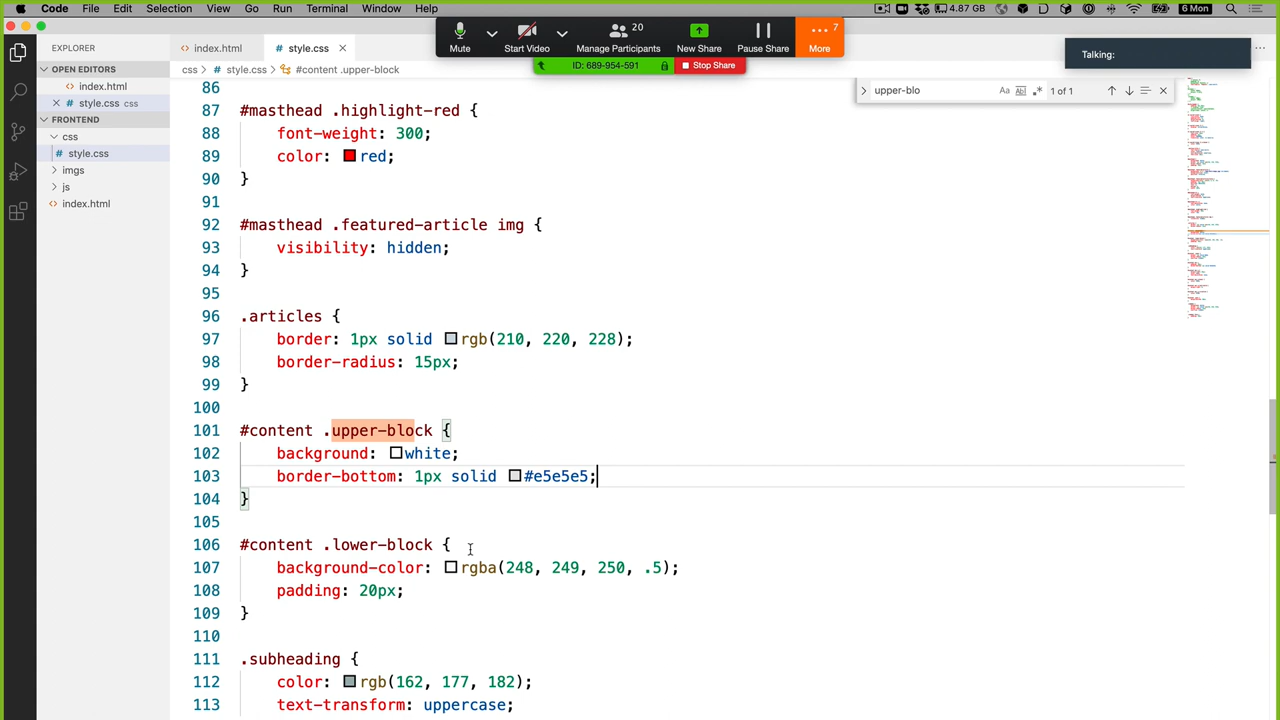 Code File Edit View Go Run Terminal Window Help 4.87 GB 6 Mon
Mute Start Video Manage Participants 20 New Share Pause Share More 7
ID: 689-954-591 Stop Share
Talking:
EXPLORER
OPEN EDITORS
index.html
style.css css
FRONTEND
css
style.css
imgs
js
index.html
index.html style.css
css > style.css > #content .upper-block
upper-blo Aa Ab .* 1 of 1
86
87 #masthead .highlight-red {
88 font-weight: 300;
89 color: red;
90 }
91
92 #masthead .featured-article img {
93 visibility: hidden;
94 }
95
96 .articles {
97 border: 1px solid rgb(210, 220, 228);
98 border-radius: 15px;
99 }
100
101 #content .upper-block {
102 background: white;
103 border-bottom: 1px solid #e5e5e5;
104 }
105
106 #content .lower-block {
107 background-color: rgba(248, 249, 250, .5);
108 padding: 20px;
109 }
110
111 .subheading {
112 color: rgb(162, 177, 182);
113 text-transform: uppercase;